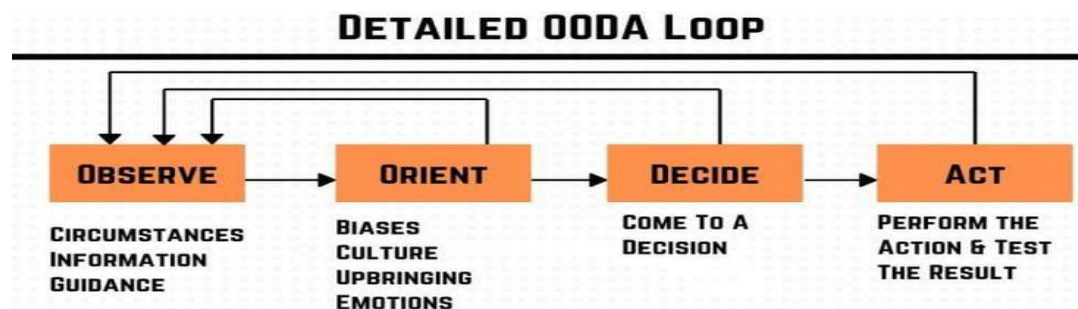 DETAILED OODA LOOP
OBSERVE
CIRCUMSTANCES
INFORMATION
GUIDANCE
ORIENT
BIASES
CULTURE
UPBRINGING
EMOTIONS
DECIDE
COME TO A
DECISION
ACT
PERFORM THE
ACTION & TEST
THE RESULT